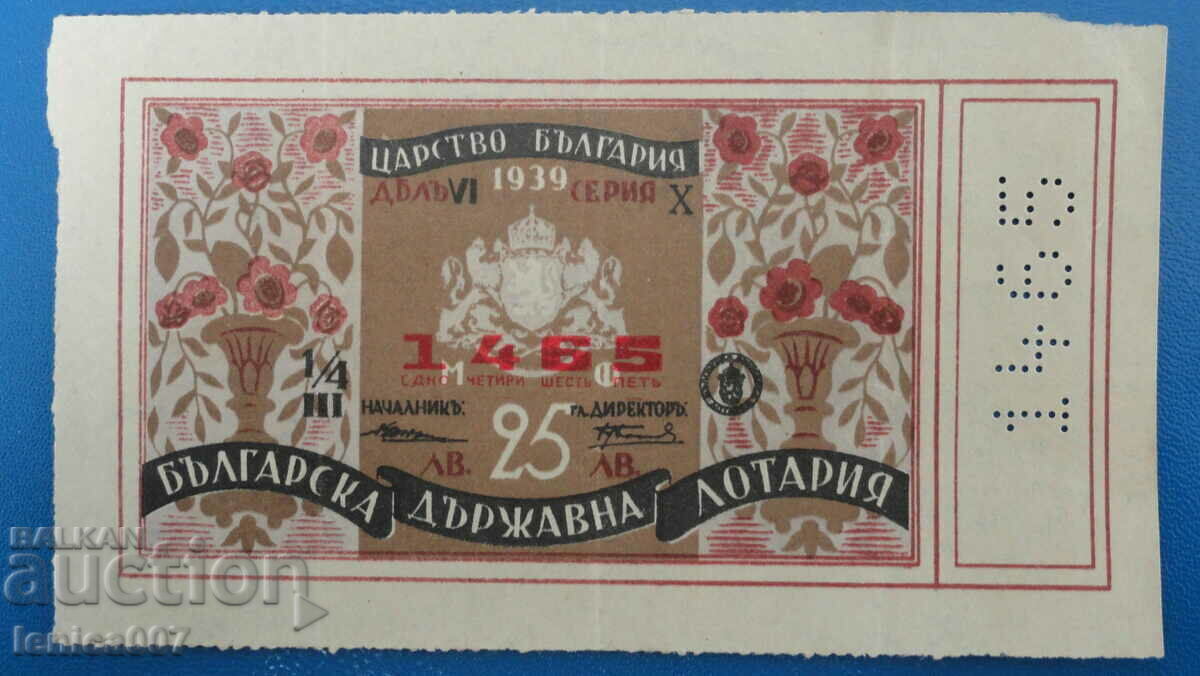 ЦАРСТВО БЪЛГАРИЯ
1939
ДѢЛЪ VI СЕРИЯ X
1465
ЕДНО ЧЕТИРИ ШЕСТЬ ПЕТЬ
М Ф
1/4
III
НАЧАЛНИКЪ: ГЛ. ДИРЕКТОРЪ:
ЛВ. 25 ЛВ.
БЪЛГАРСКА ДЪРЖАВНА ЛОТАРИЯ
1465
BALKAN
auction
lenica007